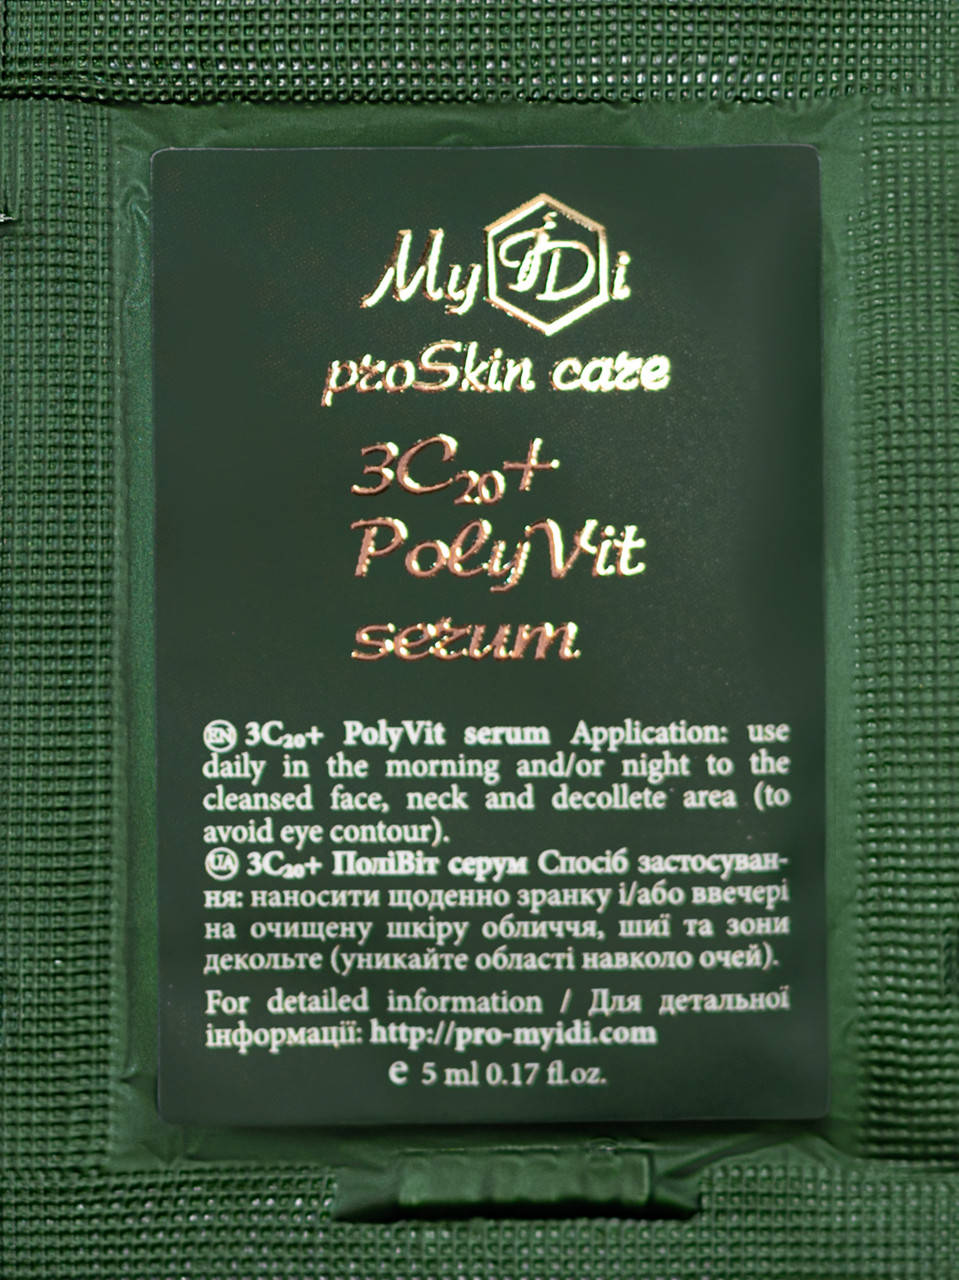 MyiDi
proSkin care
3C₂₀+
PolyVit
serum
EN 3C₂₀+ PolyVit serum Application: use
daily in the morning and/or night to the
cleansed face, neck and decollete area (to
avoid eye contour).
UA 3C₂₀+ ПоліВіт серум Спосіб застосуван-
ня: наносити щоденно зранку і/або ввечері
на очищену шкіру обличчя, шиї та зони
декольте (уникайте області навколо очей).
For detailed information / Для детальної
інформації: http://pro-myidi.com
e 5 ml 0.17 fl.oz.